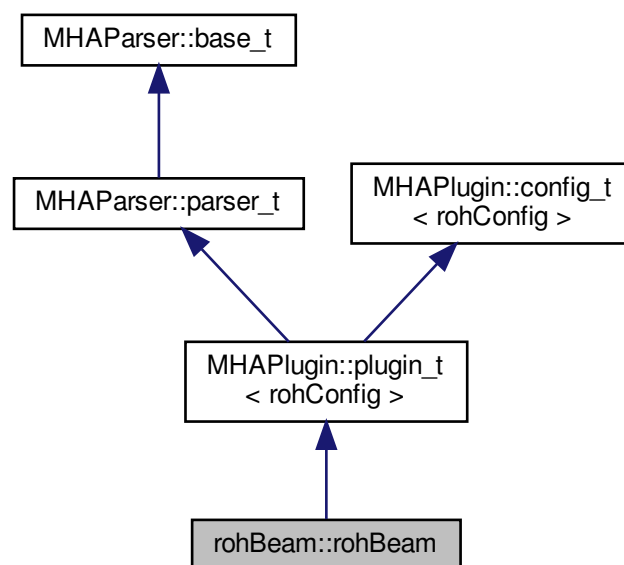 MHAParser::base_t
MHAParser::parser_t
MHAPlugin::config_t
< rohConfig >
MHAPlugin::plugin_t
< rohConfig >
rohBeam::rohBeam